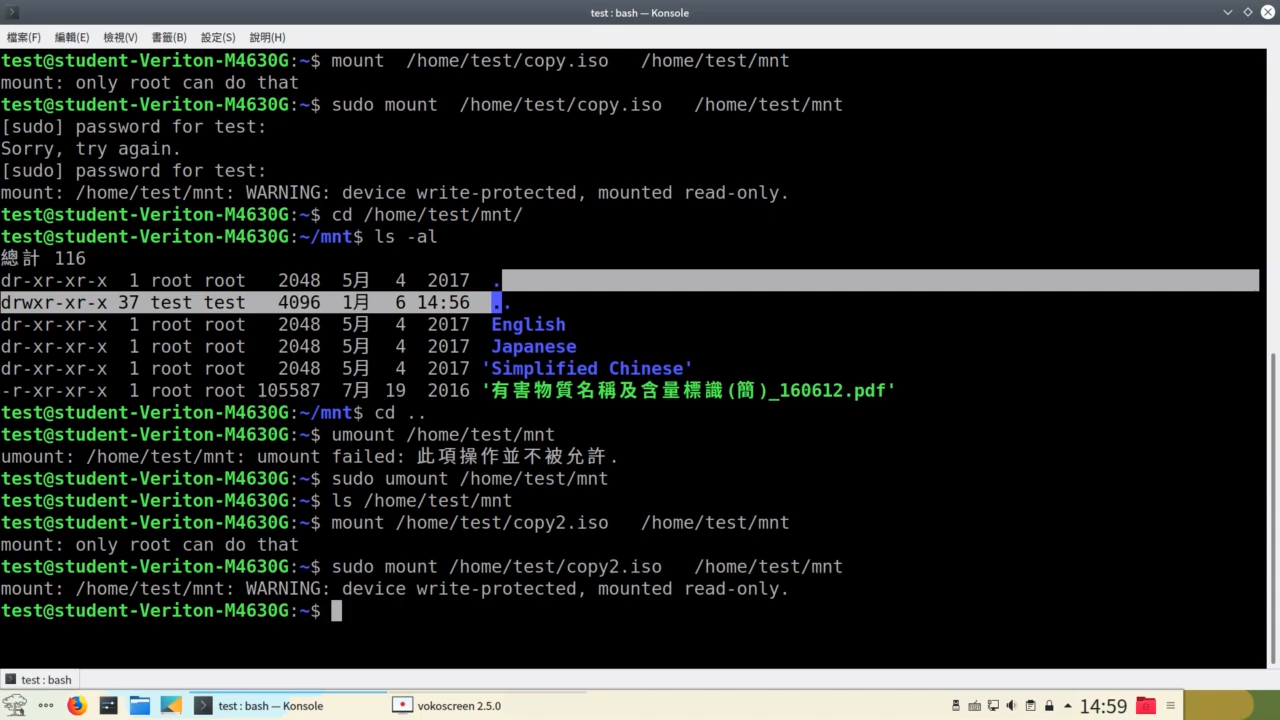 test : bash — Konsole
檔案(F) 編輯(E) 檢視(V) 書籤(B) 設定(S) 說明(H)
test@student-Veriton-M4630G:~$ mount  /home/test/copy.iso   /home/test/mnt
mount: only root can do that
test@student-Veriton-M4630G:~$ sudo mount  /home/test/copy.iso   /home/test/mnt
[sudo] password for test:
Sorry, try again.
[sudo] password for test:
mount: /home/test/mnt: WARNING: device write-protected, mounted read-only.
test@student-Veriton-M4630G:~$ cd /home/test/mnt/
test@student-Veriton-M4630G:~/mnt$ ls -al
總計 116
dr-xr-xr-x  1 root root   2048  5月  4  2017  .
drwxr-xr-x 37 test test   4096  1月  6 14:56  ..
dr-xr-xr-x  1 root root   2048  5月  4  2017  English
dr-xr-xr-x  1 root root   2048  5月  4  2017  Japanese
dr-xr-xr-x  1 root root   2048  5月  4  2017 'Simplified Chinese'
-r-xr-xr-x  1 root root 105587  7月 19  2016 '有害物質名稱及含量標識(簡)_160612.pdf'
test@student-Veriton-M4630G:~/mnt$ cd ..
test@student-Veriton-M4630G:~$ umount /home/test/mnt
umount: /home/test/mnt: umount failed: 此項操作並不被允許.
test@student-Veriton-M4630G:~$ sudo umount /home/test/mnt
test@student-Veriton-M4630G:~$ ls /home/test/mnt
test@student-Veriton-M4630G:~$ mount /home/test/copy2.iso   /home/test/mnt
mount: only root can do that
test@student-Veriton-M4630G:~$ sudo mount /home/test/copy2.iso   /home/test/mnt
mount: /home/test/mnt: WARNING: device write-protected, mounted read-only.
test@student-Veriton-M4630G:~$
test : bash
test : bash — Konsole vokoscreen 2.5.0 14:59